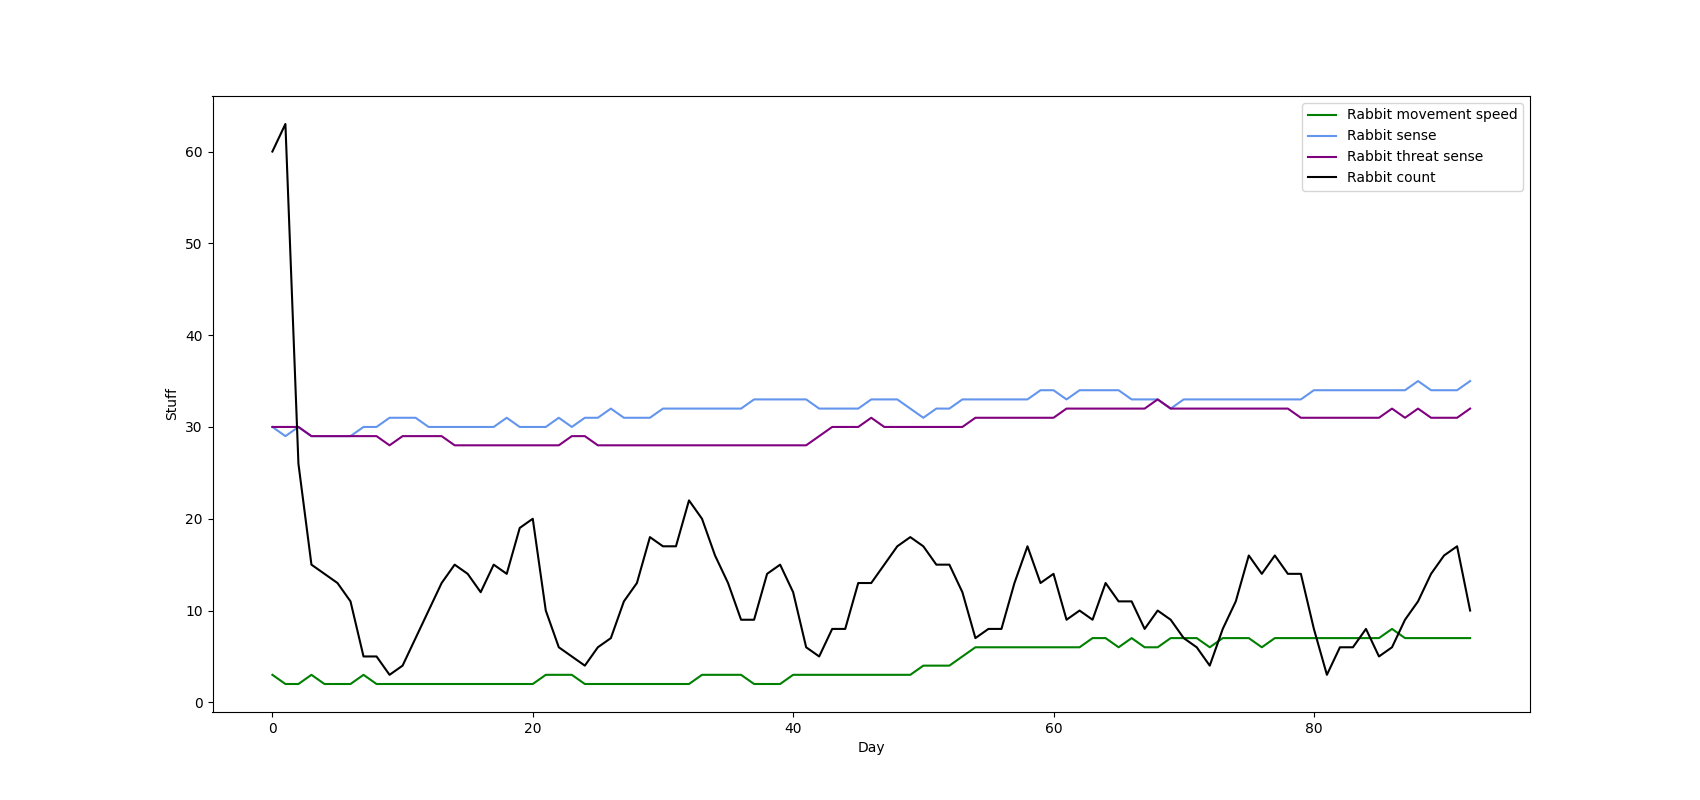 Rabbit movement speed
Rabbit sense
Rabbit threat sense
Rabbit count
60
50
40
30
20
10
0
Stuff
0 20 40 60 80
Day